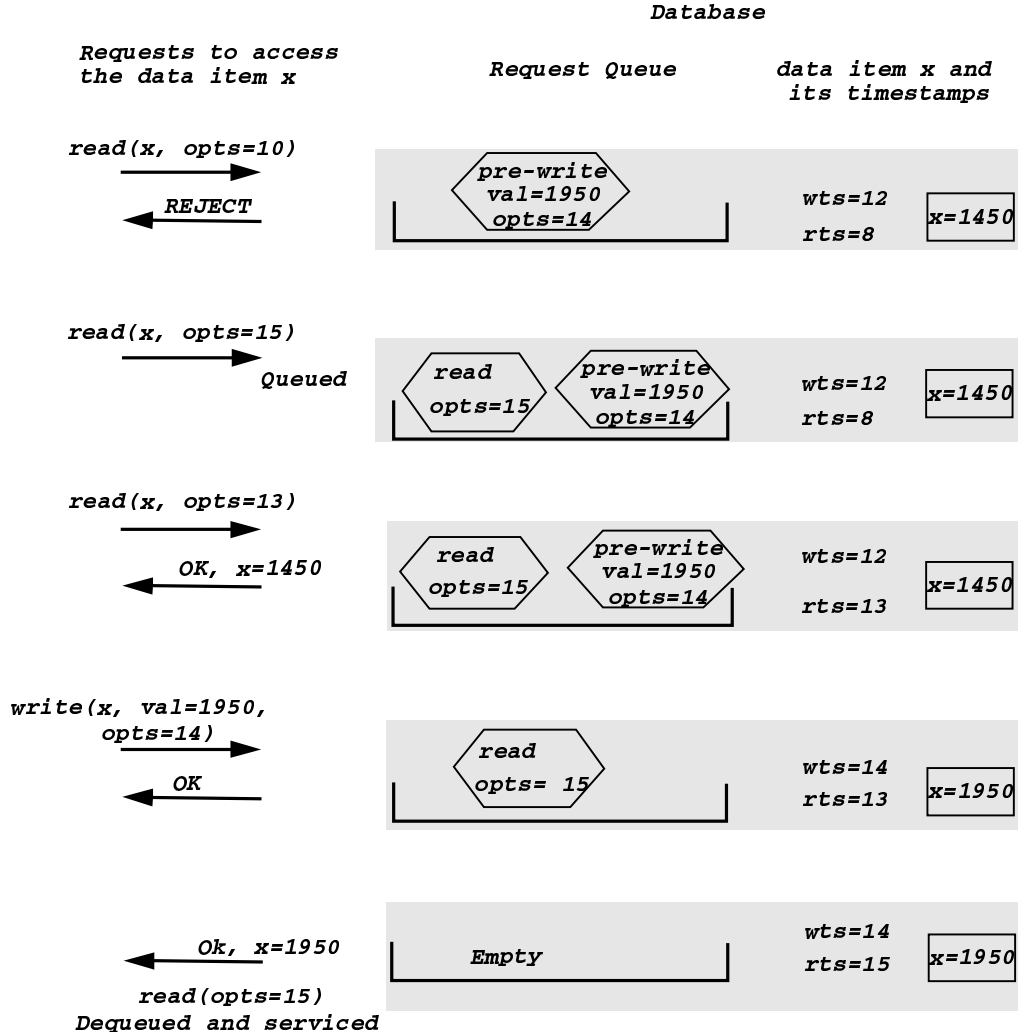 Database
Requests to access
the data item x
Request Queue
data item x and
its timestamps
read(x, opts=10)
REJECT
pre-write
val=1950
opts=14
wts=12
rts=8
x=1450
read(x, opts=15)
Queued
read
opts=15
pre-write
val=1950
opts=14
wts=12
rts=8
x=1450
read(x, opts=13)
OK, x=1450
read
opts=15
pre-write
val=1950
opts=14
wts=12
rts=13
x=1450
write(x, val=1950,
opts=14)
OK
read
opts= 15
wts=14
rts=13
x=1950
Ok, x=1950
read(opts=15)
Dequeued and serviced
Empty
wts=14
rts=15
x=1950